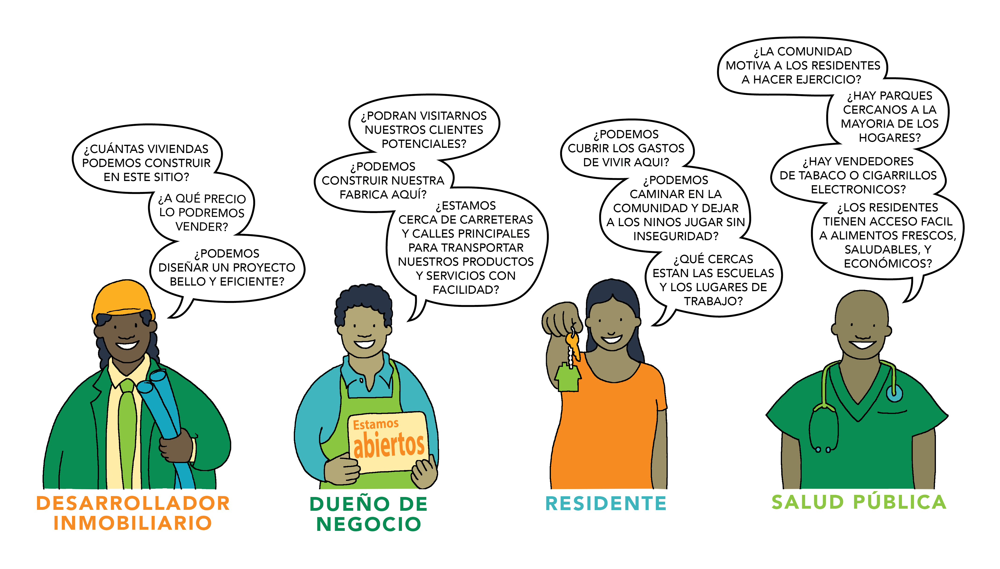 ¿CUÁNTAS VIVIENDAS
PODEMOS CONSTRUIR
EN ESTE SITIO?
¿A QUÉ PRECIO
LO PODREMOS
VENDER?
¿PODEMOS
DISEÑAR UN PROYECTO
BELLO Y EFICIENTE?
DESARROLLADOR
INMOBILIARIO
¿PODRAN VISITARNOS
NUESTROS CLIENTES
POTENCIALES?
¿PODEMOS
CONSTRUIR NUESTRA
FABRICA AQUÍ?
¿ESTAMOS
CERCA DE CARRETERAS
Y CALLES PRINCIPALES
PARA TRANSPORTAR
NUESTROS PRODUCTOS
Y SERVICIOS CON
FACILIDAD?
Estamos
abiertos
DUEÑO DE
NEGOCIO
¿PODEMOS
CUBRIR LOS GASTOS
DE VIVIR AQUI?
¿PODEMOS
CAMINAR EN LA
COMUNIDAD Y DEJAR
A LOS NINOS JUGAR SIN
INSEGURIDAD?
¿QUÉ CERCAS
ESTAN LAS ESCUELAS
Y LOS LUGARES DE
TRABAJO?
RESIDENTE
¿LA COMUNIDAD
MOTIVA A LOS RESIDENTES
A HACER EJERCICIO?
¿HAY PARQUES
CERCANOS A LA
MAYORIA DE LOS
HOGARES?
¿HAY VENDEDORES
DE TABACO O CIGARRILLOS
ELECTRONICOS?
¿LOS RESIDENTES
TIENEN ACCESO FACIL
A ALIMENTOS FRESCOS,
SALUDABLES, Y
ECONÓMICOS?
SALUD PÚBLICA